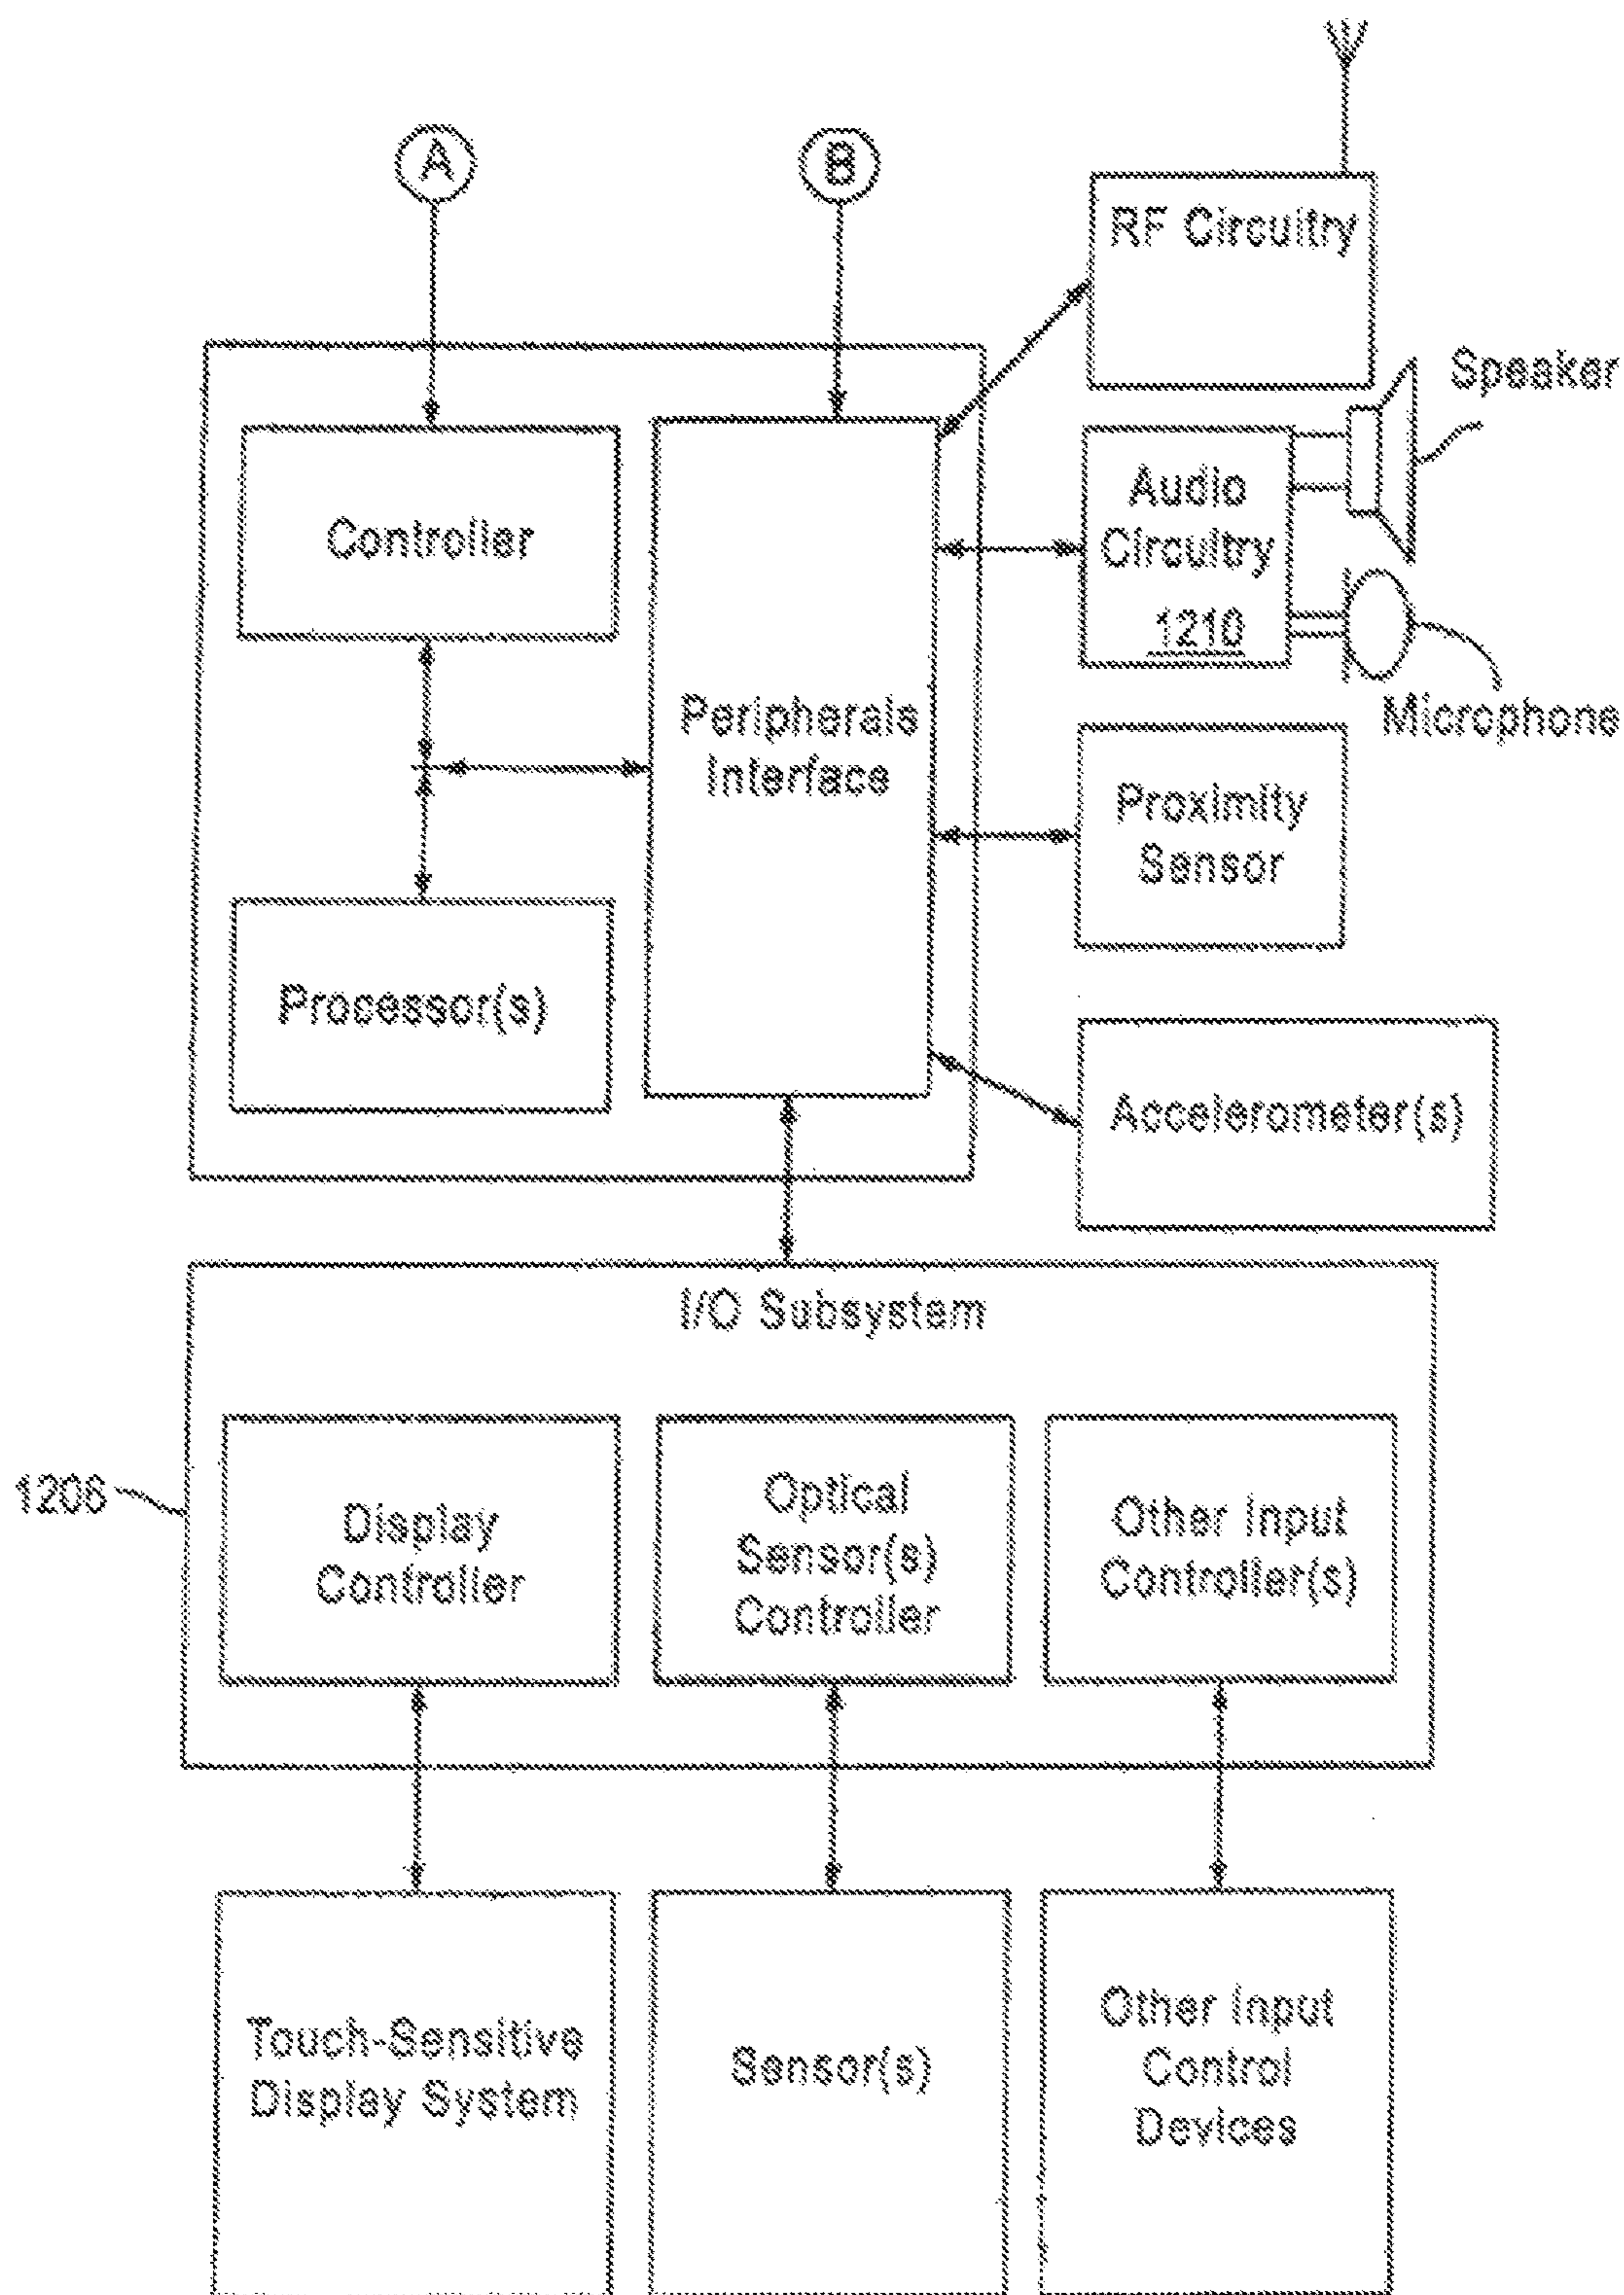 A
B
RF Circuitry
Speaker
Controller
Audio
Circuitry
1210
Microphone
Peripherals
Interface
Proximity
Sensor
Processor(s)
Accelerometer(s)
I/O Subsystem
1206
Display
Controller
Optical
Sensor(s)
Controller
Other Input
Controller(s)
Touch-Sensitive
Display System
Sensor(s)
Other Input
Control
Devices